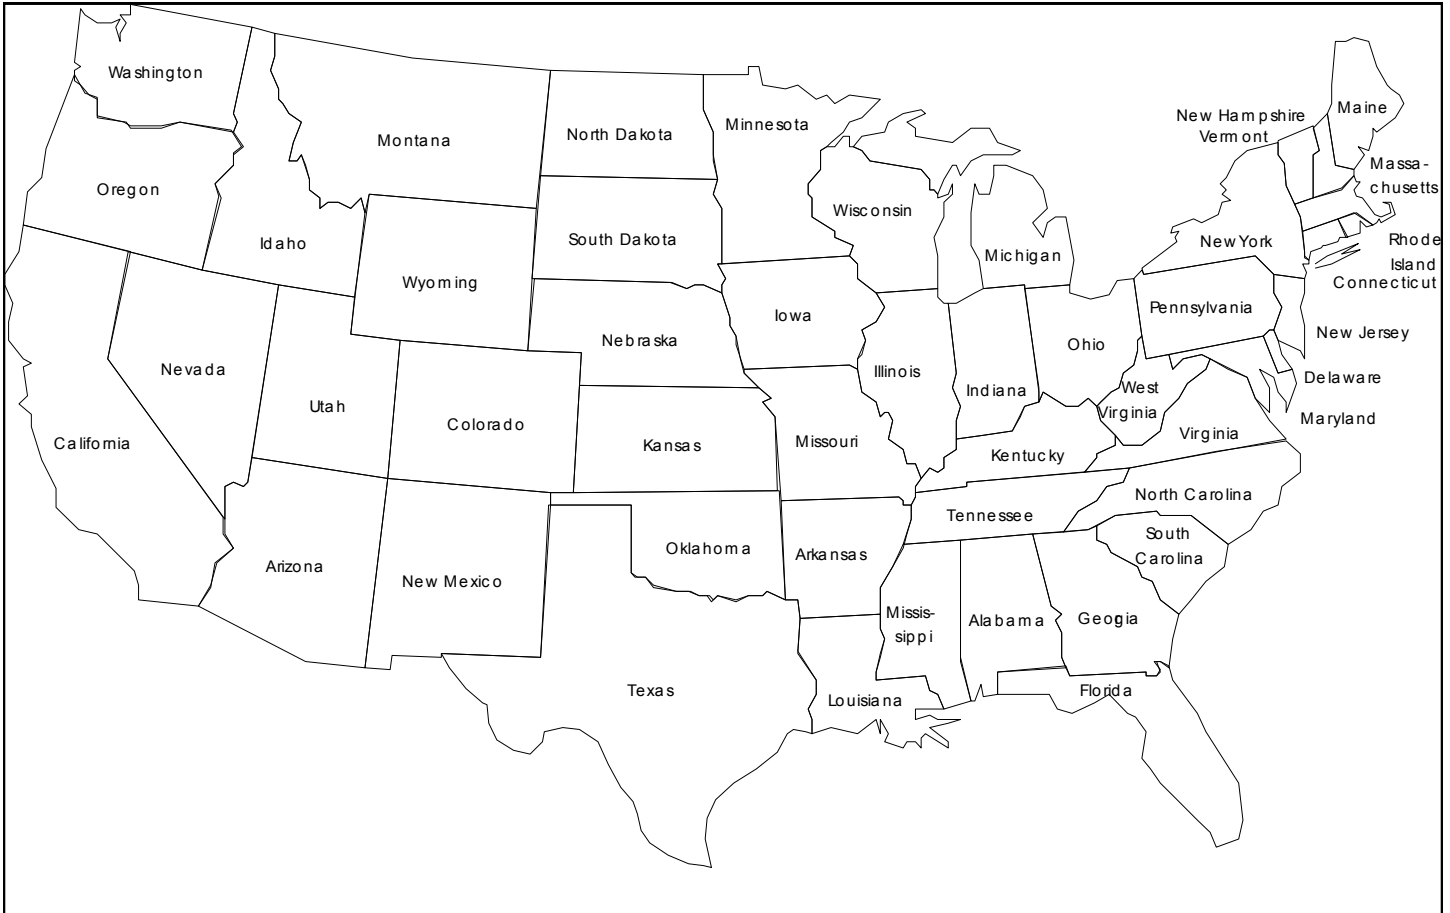 Washington
Oregon
Montana
North Dakota
Minnesota
New Hampshire
Vermont
Maine
Massa-
chusetts
Idaho
Wyoming
South Dakota
Wisconsin
Michigan
New York
Rhode
Island
Connecticut
Iowa
Nebraska
Pennsylvania
New Jersey
Nevada
Utah
Colorado
Illinois
Indiana
Ohio
West
Virginia
Delaware
Maryland
California
Kansas
Missouri
Kentucky
Virginia
North Carolina
Tennessee
South
Carolina
Arizona
New Mexico
Oklahoma
Arkansas
Missis-
sippi
Alabama
Geogia
Texas
Louisiana
Florida